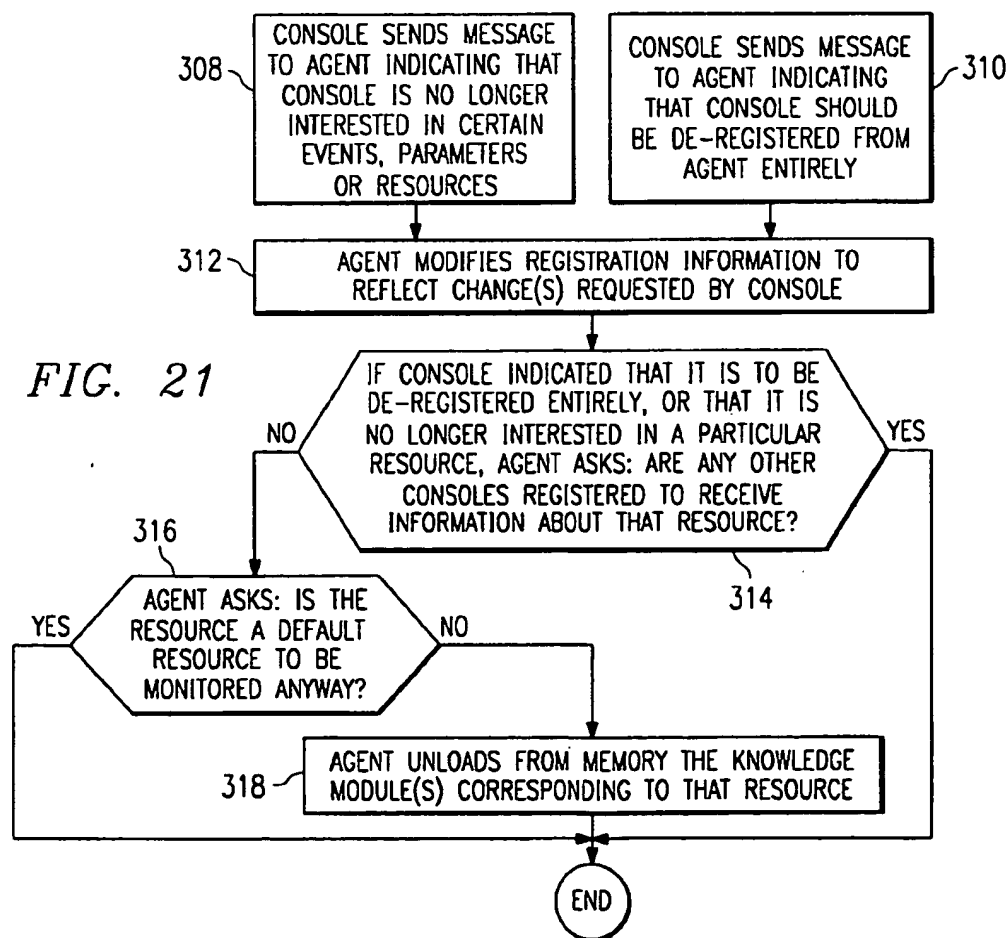 308
CONSOLE SENDS MESSAGE
TO AGENT INDICATING THAT
CONSOLE IS NO LONGER
INTERESTED IN CERTAIN
EVENTS, PARAMETERS
OR RESOURCES
CONSOLE SENDS MESSAGE
TO AGENT INDICATING
THAT CONSOLE SHOULD
BE DE-REGISTERED FROM
AGENT ENTIRELY
310
312
AGENT MODIFIES REGISTRATION INFORMATION TO
REFLECT CHANGE(S) REQUESTED BY CONSOLE
FIG. 21
IF CONSOLE INDICATED THAT IT IS TO BE
DE-REGISTERED ENTIRELY, OR THAT IT IS
NO LONGER INTERESTED IN A PARTICULAR
RESOURCE, AGENT ASKS: ARE ANY OTHER
CONSOLES REGISTERED TO RECEIVE
INFORMATION ABOUT THAT RESOURCE?
NO
YES
314
316
AGENT ASKS: IS THE
RESOURCE A DEFAULT
RESOURCE TO BE
MONITORED ANYWAY?
YES
NO
318
AGENT UNLOADS FROM MEMORY THE KNOWLEDGE
MODULE(S) CORRESPONDING TO THAT RESOURCE
END